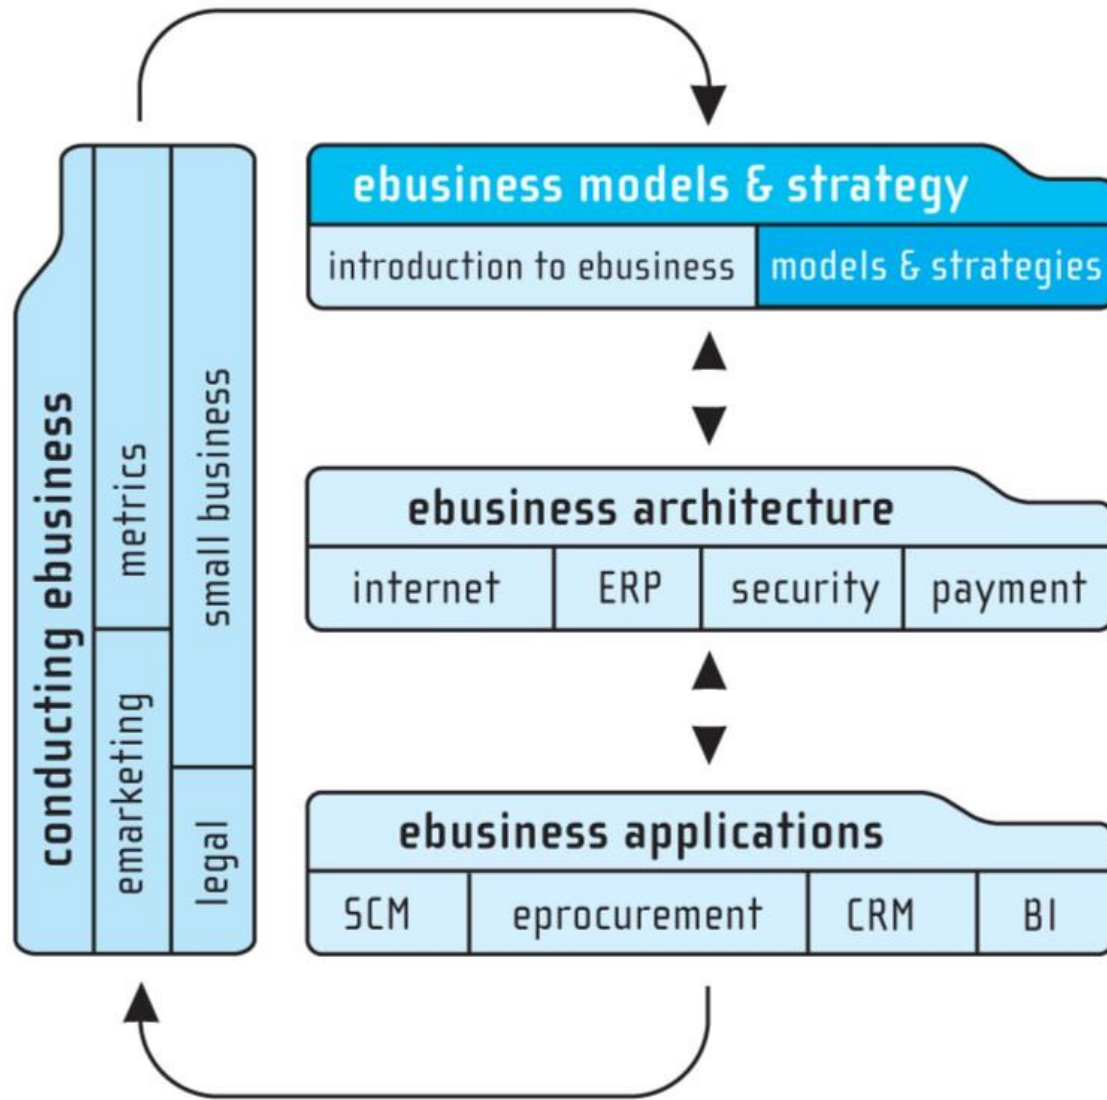 ebusiness models & strategy
introduction to ebusiness
models & strategies
conducting ebusiness
metrics
emarketing
small business
legal
ebusiness architecture
internet
ERP
security
payment
ebusiness applications
SCM
eprocurement
CRM
BI